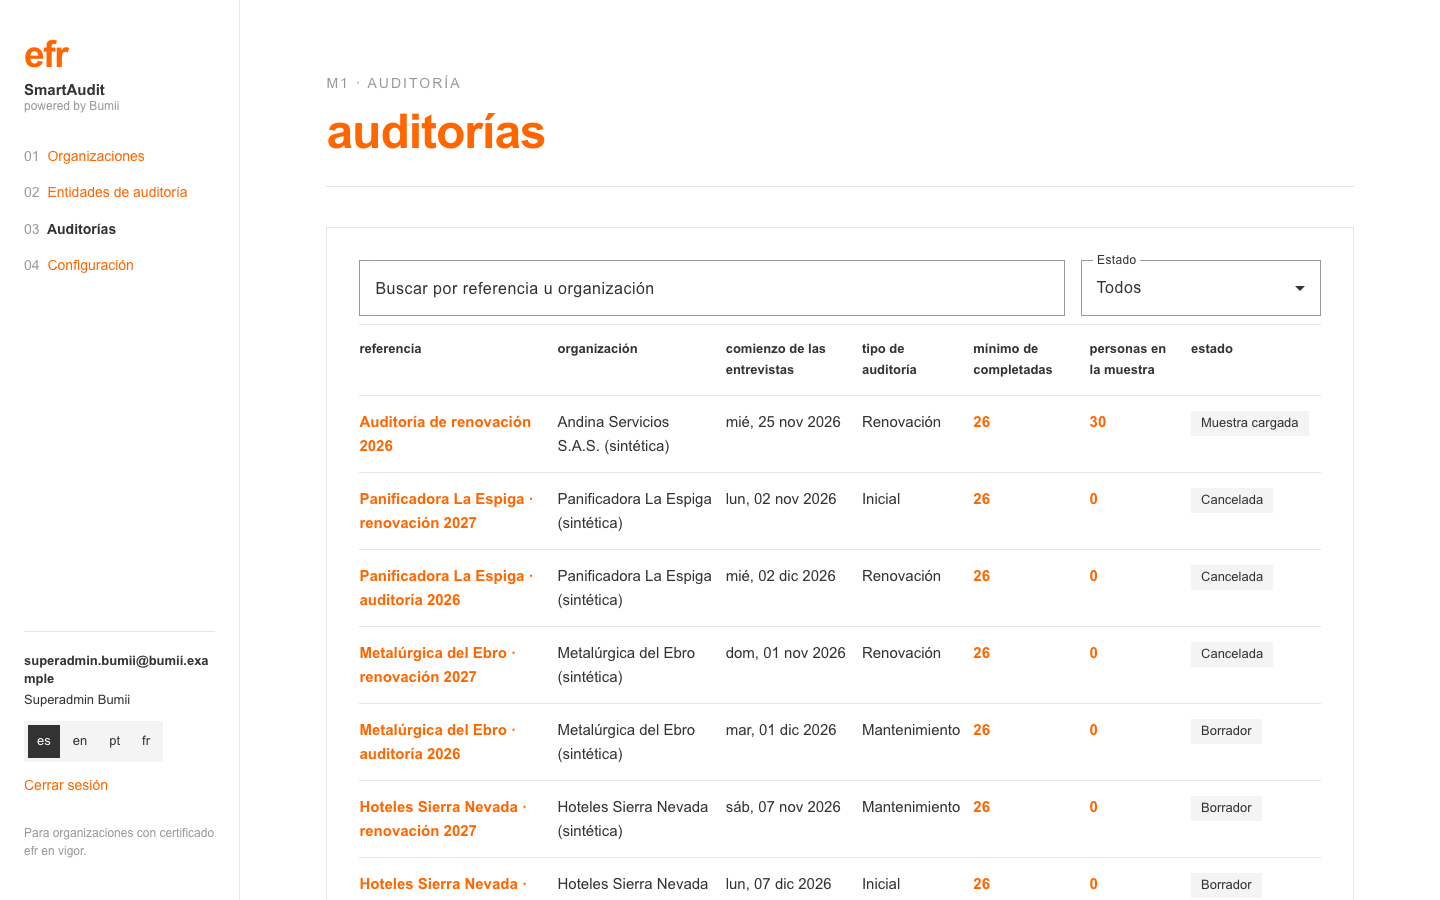 efr
SmartAudit
powered by Bumii
01 Organizaciones
02 Entidades de auditoría
03 Auditorías
04 Configuración
superadmin.bumii@bumii.exa
mple
Superadmin Bumii
es en pt fr
Cerrar sesión
Para organizaciones con certificado
efr en vigor.
M1 · AUDITORÍA
auditorías
Buscar por referencia u organización
Estado
Todos
referencia organización comienzo de las entrevistas tipo de auditoría mínimo de completadas personas en la muestra estado
Auditoría de renovación 2026 Andina Servicios S.A.S. (sintética) mié, 25 nov 2026 Renovación 26 30 Muestra cargada
Panificadora La Espiga · renovación 2027 Panificadora La Espiga (sintética) lun, 02 nov 2026 Inicial 26 0 Cancelada
Panificadora La Espiga · auditoría 2026 Panificadora La Espiga (sintética) mié, 02 dic 2026 Renovación 26 0 Cancelada
Metalúrgica del Ebro · renovación 2027 Metalúrgica del Ebro (sintética) dom, 01 nov 2026 Renovación 26 0 Cancelada
Metalúrgica del Ebro · auditoría 2026 Metalúrgica del Ebro (sintética) mar, 01 dic 2026 Mantenimiento 26 0 Borrador
Hoteles Sierra Nevada · renovación 2027 Hoteles Sierra Nevada (sintética) sáb, 07 nov 2026 Mantenimiento 26 0 Borrador
Hoteles Sierra Nevada · Hoteles Sierra Nevada lun, 07 dic 2026 Inicial 26 0 Borrador